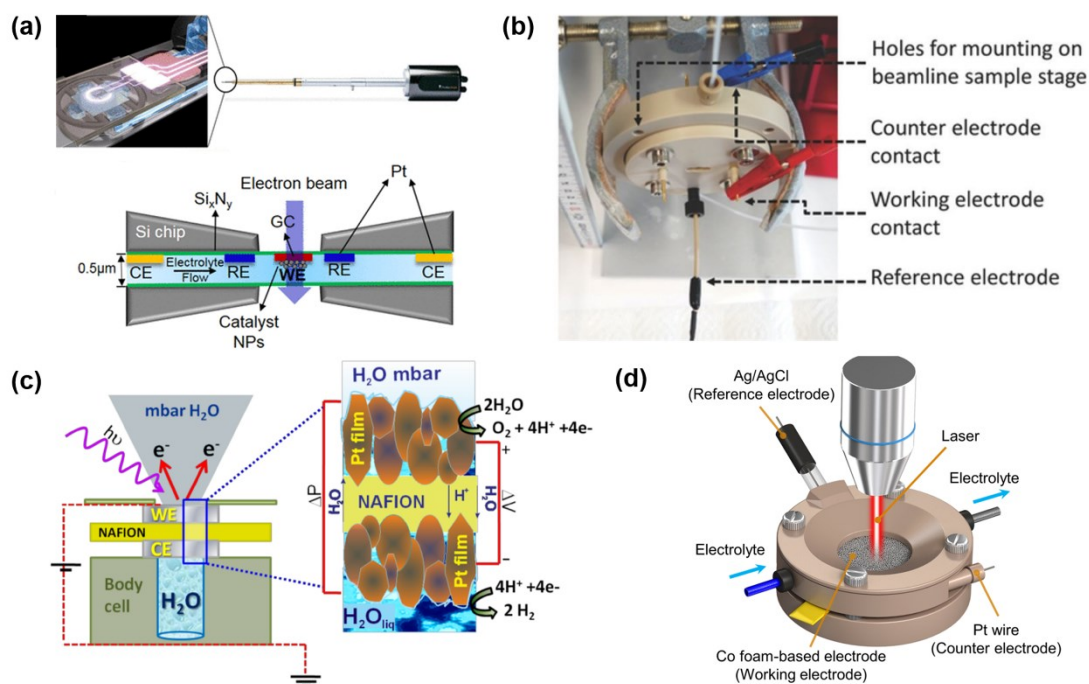 (a)
Electron beam
Pt
SixNy
GC
Si chip
0.5µm
CE
Electrolyte
Flow
RE
WE
RE
CE
Catalyst
NPs
(b)
Holes for mounting on
beamline sample stage
Counter electrode
contact
Working electrode
contact
Reference electrode
(c)
mbar H₂O
hυ
e⁻
e⁻
WE
NAFION
CE
Body
cell
H₂O
H₂O mbar
Pt film
2H₂O
O₂ + 4H⁺ +4e-
+
ΔP
H₂O
NAFION
H⁺
H₂O
ΔV
Pt film
−
4H⁺ +4e-
2 H₂
H₂Oliq
(d)
Ag/AgCl
(Reference electrode)
Laser
Electrolyte
Electrolyte
Pt wire
(Counter electrode)
Co foam-based electrode
(Working electrode)